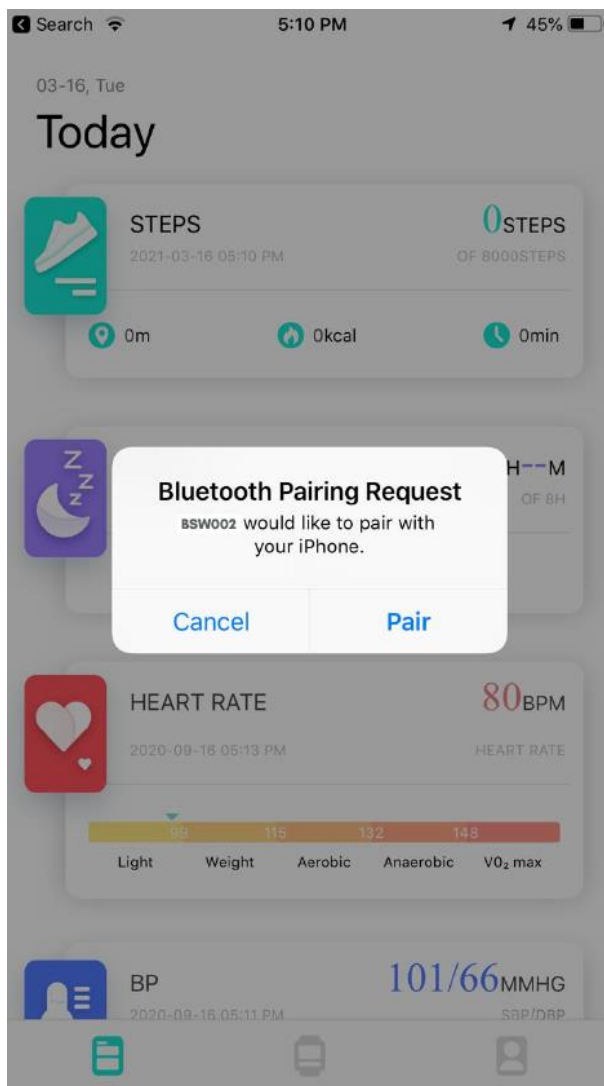 Search 5:10 PM 45%
03-16, Tue
Today
STEPS 0STEPS
2021-03-16 05:10 PM OF 8000STEPS
0m 0kcal 0min
Z
Z
Z
H--M
OF 8H
Bluetooth Pairing Request
BSW002 would like to pair with
your iPhone.
Cancel Pair
HEART RATE 80BPM
2020-09-16 05:13 PM HEART RATE
99 115 132 148
Light Weight Aerobic Anaerobic VO₂ max
BP 101/66MMHG
2020-09-16 05:11 PM SBP/DBP